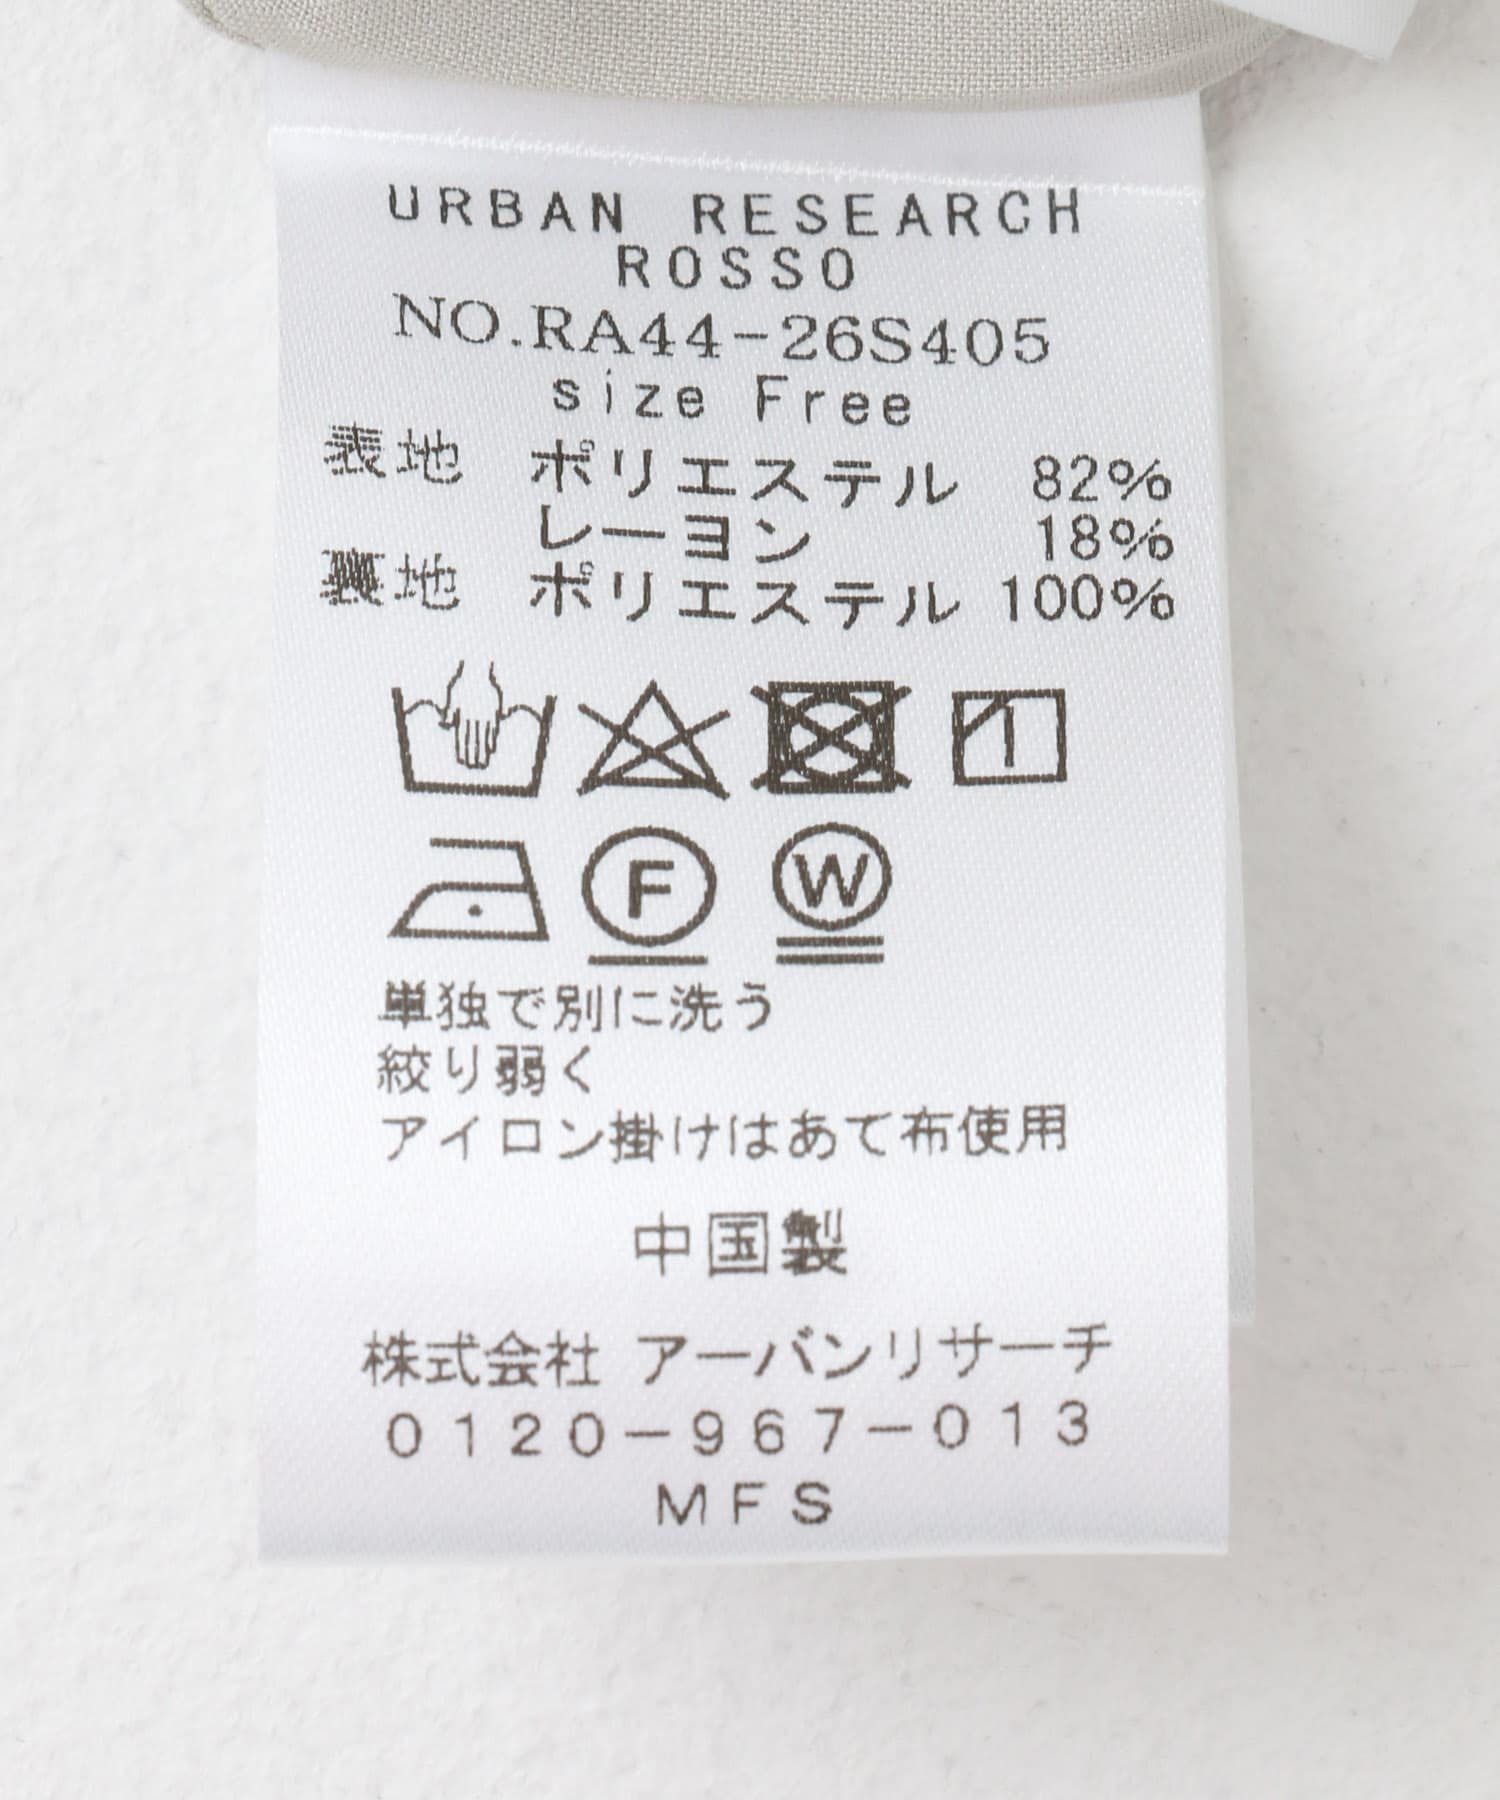 URBAN RESEARCH
ROSSO
NO.RA44-26S405
size Free
表地 ポリエステル 82%
レーヨン 18%
裏地 ポリエステル 100%
F W
単独で別に洗う
絞り弱く
アイロン掛けはあて布使用
中国製
株式会社 アーバンリサーチ
0120-967-013
MFS